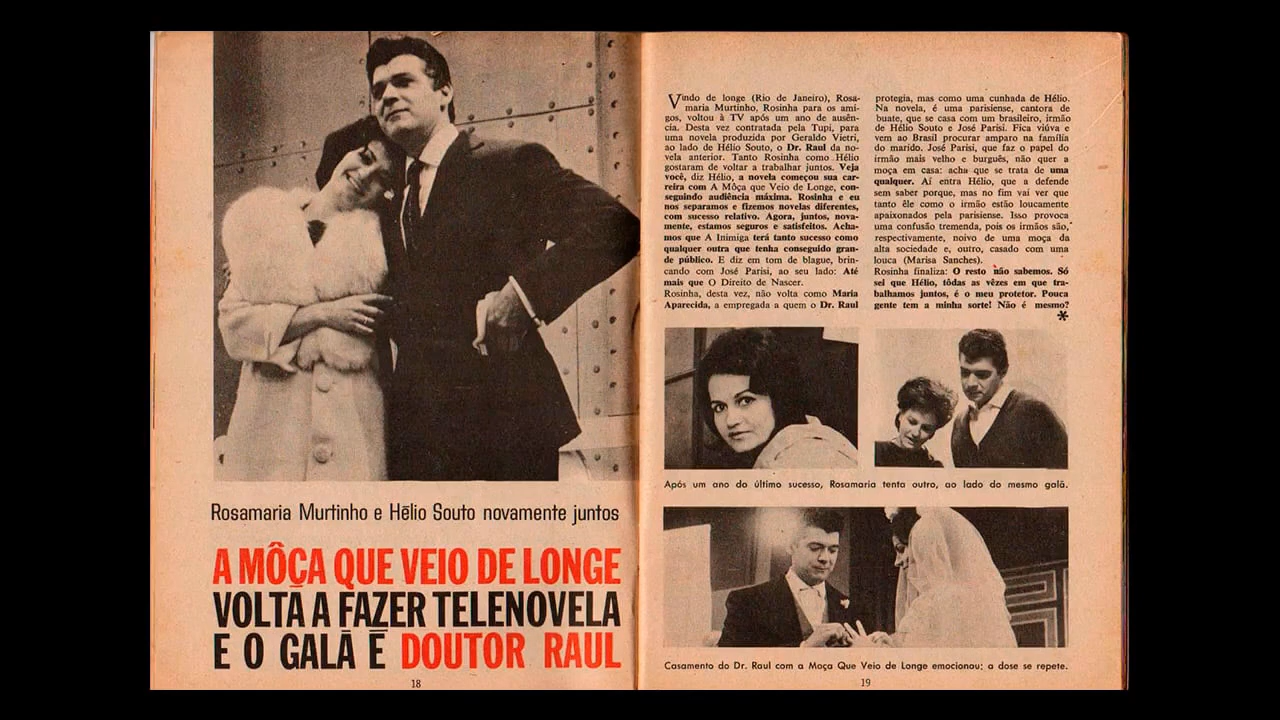 Rosamaria Murtinho e Hélio Souto novamente juntos
A MÔÇA QUE VEIO DE LONGE
VOLTA A FAZER TELENOVELA
E O GALÃ É DOUTOR RAUL
18
Vindo de longe (Rio de Janeiro), Rosa-
maria Murtinho, Rosinha para os ami-
gos, voltou à TV após um ano de ausên-
cia. Desta vez contratada pela Tupi, para
uma novela produzida por Geraldo Vietri,
ao lado de Hélio Souto, o Dr. Raul da no-
vela anterior. Tanto Rosinha como Hélio
gostaram de voltar a trabalhar juntos. Veja
você, diz Hélio, a novela começou sua car-
reira com A Môça que Veio de Longe, con-
seguindo audiência máxima. Rosinha e eu
nos separamos e fizemos novelas diferentes,
com sucesso relativo. Agora, juntos, nova-
mente, estamos seguros e satisfeitos. Acha-
mos que A Inimiga terá tanto sucesso como
qualquer outra que tenha conseguido gran-
de público. E diz em tom de blague, brin-
cando com José Parisi, ao seu lado: Até
mais que O Direito de Nascer.
Rosinha, desta vez, não volta como Maria
Aparecida, a empregada a quem o Dr. Raul
protegia, mas como uma cunhada de Hélio.
Na novela, é uma parisiense, cantora de
buate, que se casa com um brasileiro, irmão
de Hélio Souto e José Parisi. Fica viúva e
vem ao Brasil procurar amparo na família
do marido. José Parisi, que faz o papel do
irmão mais velho e burguês, não quer a
moça em casa: acha que se trata de uma
qualquer. Aí entra Hélio, que a defende
sem saber porque, mas no fim vai ver que
tanto êle como o irmão estão loucamente
apaixonados pela parisiense. Isso provoca
uma confusão tremenda, pois os irmãos são,
respectivamente, noivo de uma moça da
alta sociedade e, outro, casado com uma
louca (Marisa Sanches).
Rosinha finaliza: O resto não sabemos. Só
sei que Hélio, tôdas as vêzes em que tra-
balhamos juntos, é o meu protetor. Pouca
gente tem a minha sorte! Não é mesmo?
*
Após um ano do último sucesso, Rosamaria tenta outro, ao lado do mesmo galã.
Casamento do Dr. Raul com a Moça Que Veio de Longe emocionou; a dose se repete.
19